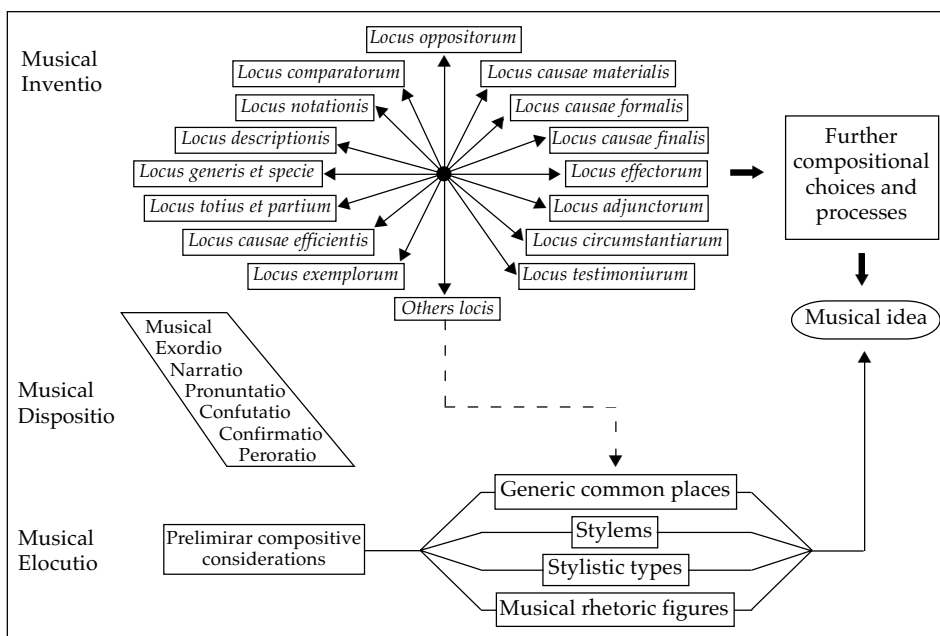 Musical
Inventio
Locus oppositorum
Locus comparatorum
Locus causae materialis
Locus notationis
Locus causae formalis
Locus descriptionis
Locus causae finalis
Locus generis et specie
Locus effectorum
Locus totius et partium
Locus adjunctorum
Locus causae efficientis
Locus circumstantiarum
Locus exemplorum
Locus testimoniurum
Others locis
Further
compositional
choices and
processes
Musical idea
Musical
Dispositio
Musical
Exordio
Narratio
Pronuntatio
Confutatio
Confirmatio
Peroratio
Musical
Elocutio
Prelimirar compositive
considerations
Generic common places
Stylems
Stylistic types
Musical rhetoric figures